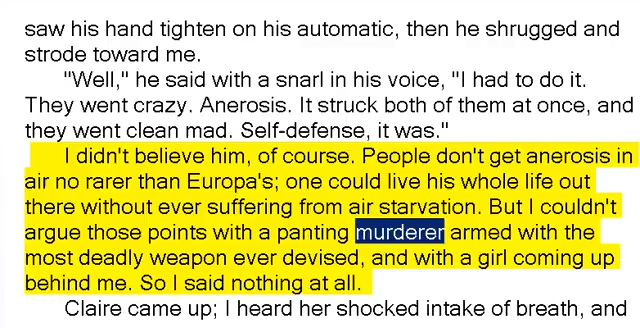 saw his hand tighten on his automatic, then he shrugged and
strode toward me.
"Well," he said with a snarl in his voice, "I had to do it.
They went crazy. Anerosis. It struck both of them at once, and
they went clean mad. Self-defense, it was."
I didn't believe him, of course. People don't get anerosis in
air no rarer than Europa's; one could live his whole life out
there without ever suffering from air starvation. But I couldn't
argue those points with a panting murderer armed with the
most deadly weapon ever devised, and with a girl coming up
behind me. So I said nothing at all.
Claire came up; I heard her shocked intake of breath, and